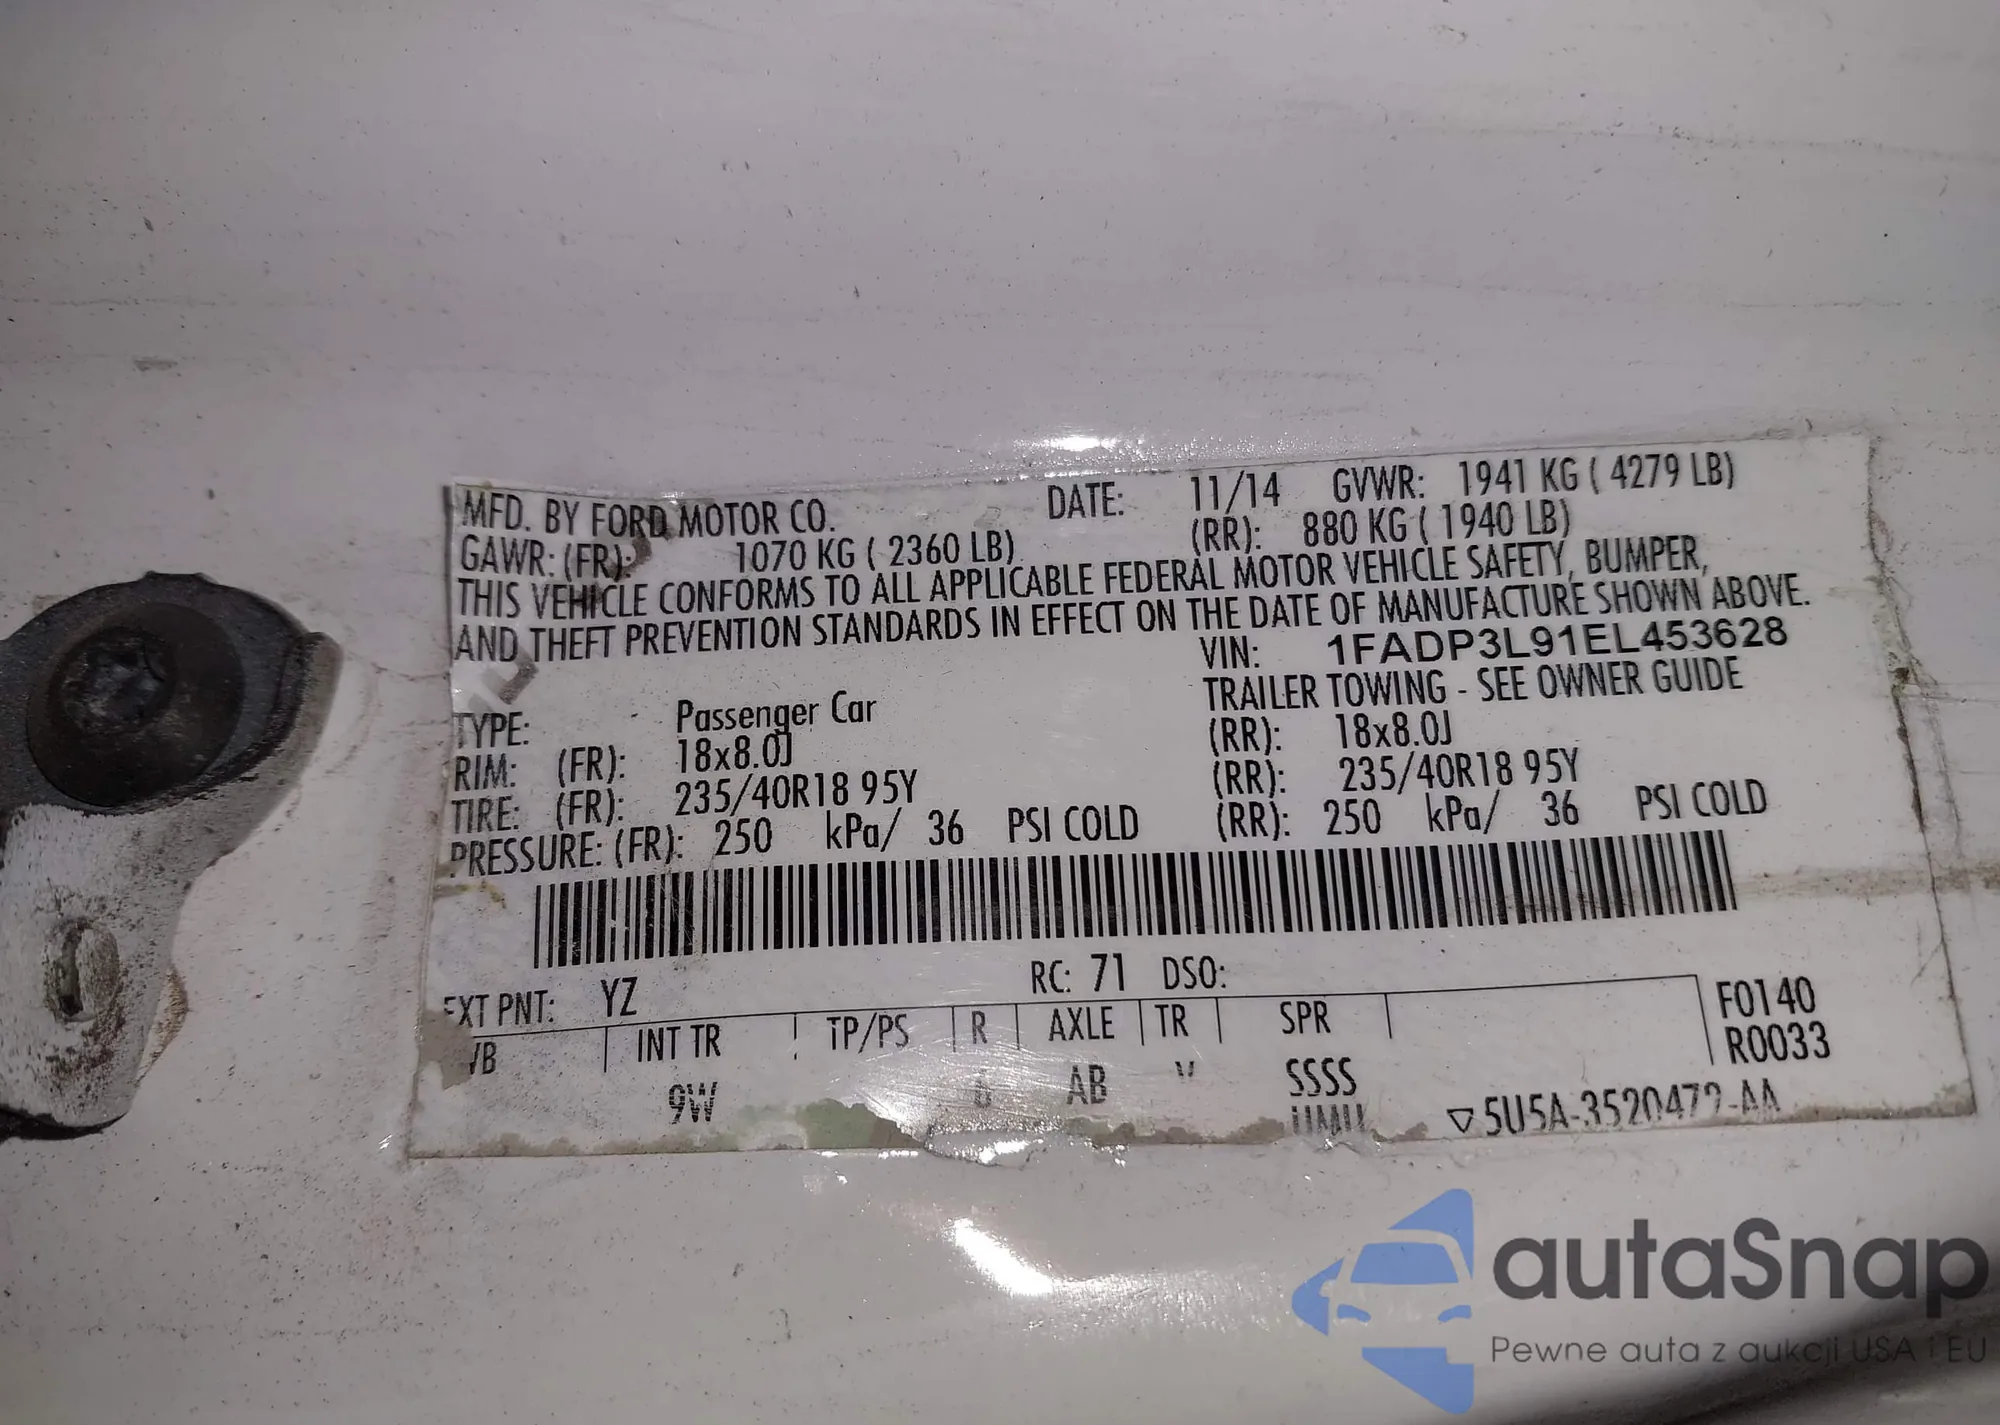 MFD. BY FORD MOTOR CO. DATE: 11/14 GVWR: 1941 KG ( 4279 LB)
GAWR: (FR): 1070 KG ( 2360 LB) (RR): 880 KG ( 1940 LB)
THIS VEHICLE CONFORMS TO ALL APPLICABLE FEDERAL MOTOR VEHICLE SAFETY, BUMPER,
AND THEFT PREVENTION STANDARDS IN EFFECT ON THE DATE OF MANUFACTURE SHOWN ABOVE.
VIN: 1FADP3L91EL453628
TYPE: Passenger Car TRAILER TOWING - SEE OWNER GUIDE
RIM: (FR): 18x8.0J (RR): 18x8.0J
TIRE: (FR): 235/40R18 95Y (RR): 235/40R18 95Y
PRESSURE: (FR): 250 kPa/ 36 PSI COLD (RR): 250 kPa/ 36 PSI COLD
EXT PNT: YZ RC: 71 DSO:
WB INT TR TP/PS R AXLE TR SPR F0140
R0033
9W 6 AB SSSS
5U5A-3520472-AA
autaSnap
Pewne auta z aukcji USA i EU